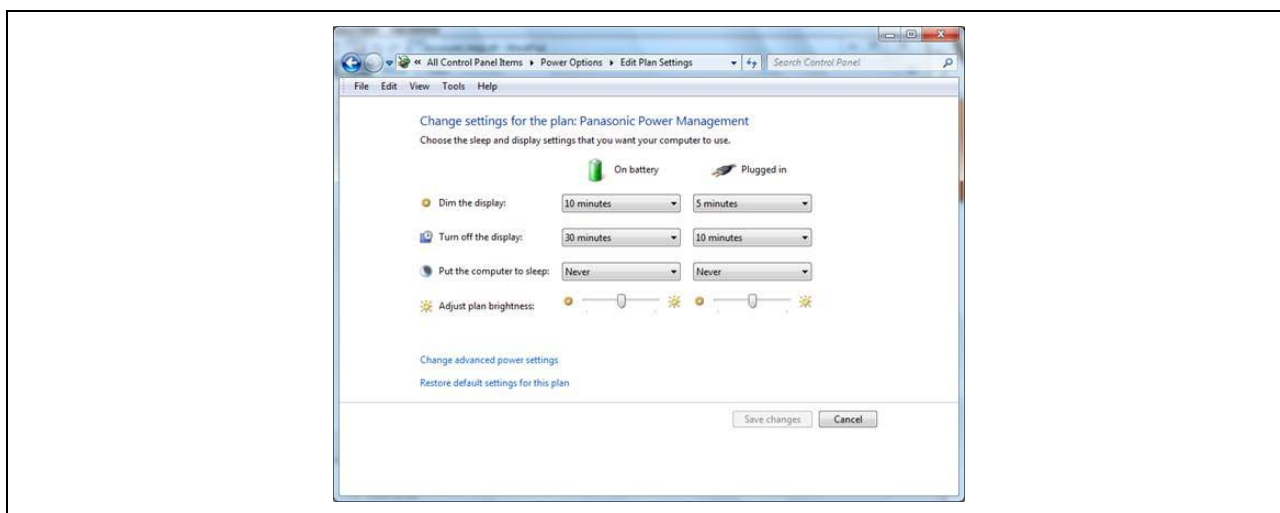 « All Control Panel Items ▸ Power Options ▸ Edit Plan Settings Search Control Panel
File Edit View Tools Help
Change settings for the plan: Panasonic Power Management
Choose the sleep and display settings that you want your computer to use.
On battery Plugged in
Dim the display: 10 minutes 5 minutes
Turn off the display: 30 minutes 10 minutes
Put the computer to sleep: Never Never
Adjust plan brightness:
Change advanced power settings
Restore default settings for this plan
Save changes Cancel